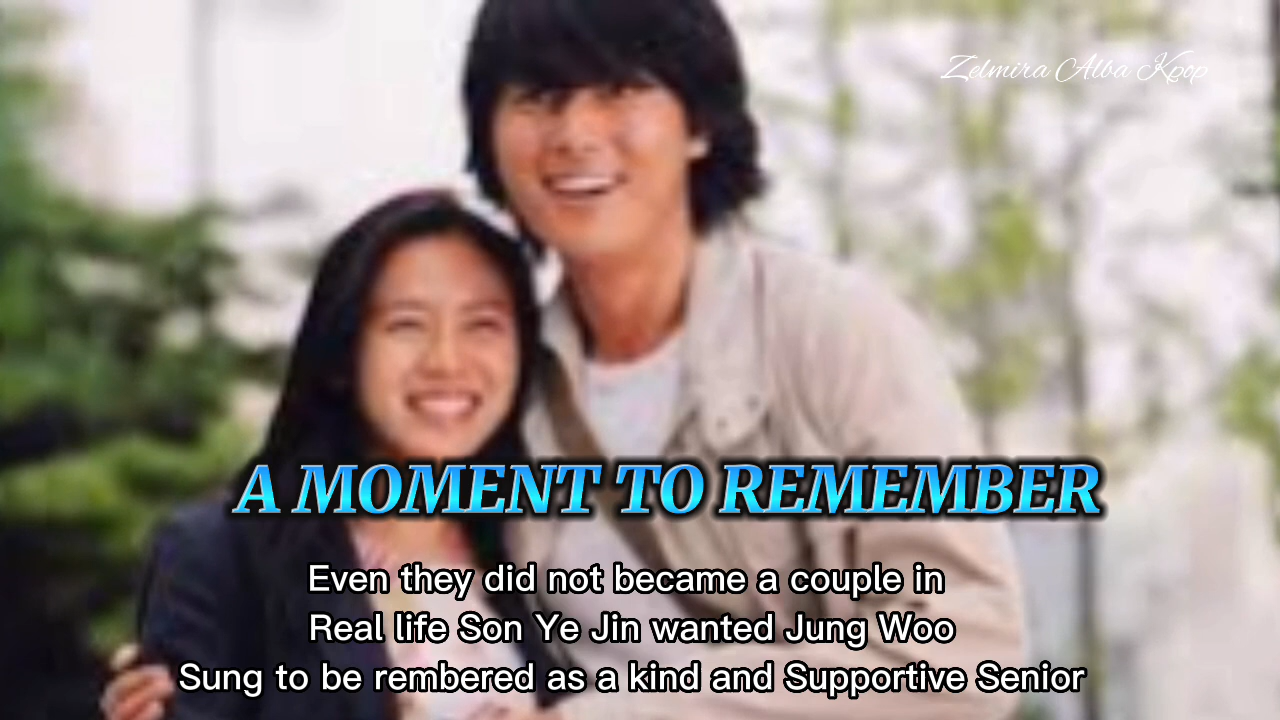 Zelmira Alba Kpop
A MOMENT TO REMEMBER
Even they did not became a couple in
Real life Son Ye Jin wanted Jung Woo
Sung to be rembered as a kind and Supportive Senior